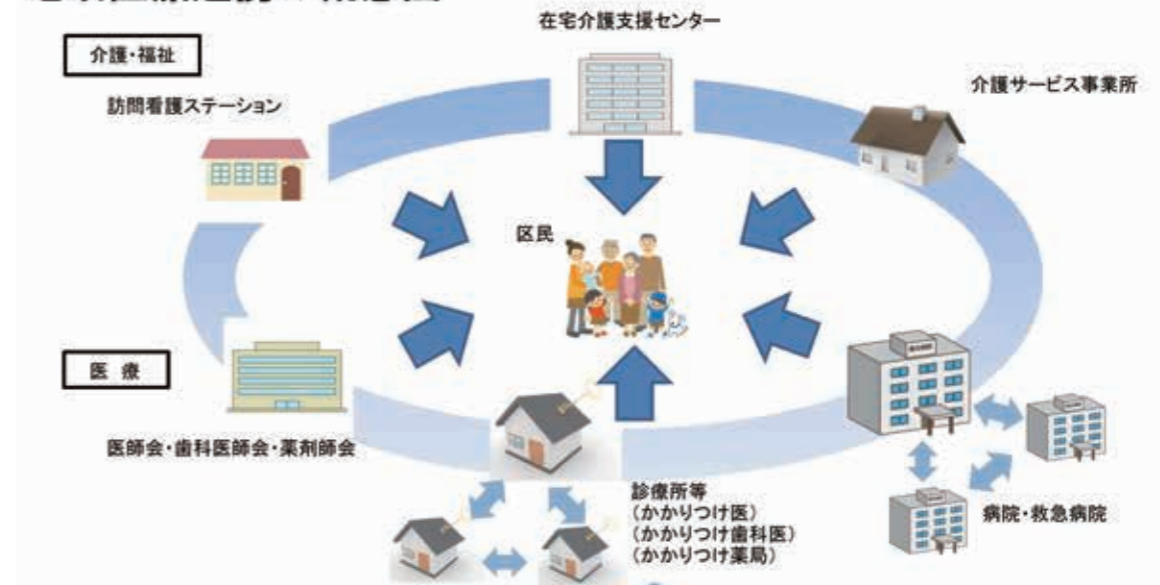 在宅介護支援センター
介護・福祉
訪問看護ステーション
介護サービス事業所
区民
医療
医師会・歯科医師会・薬剤師会
診療所等
(かかりつけ医)
(かかりつけ歯科医)
(かかりつけ薬局)
病院・救急病院